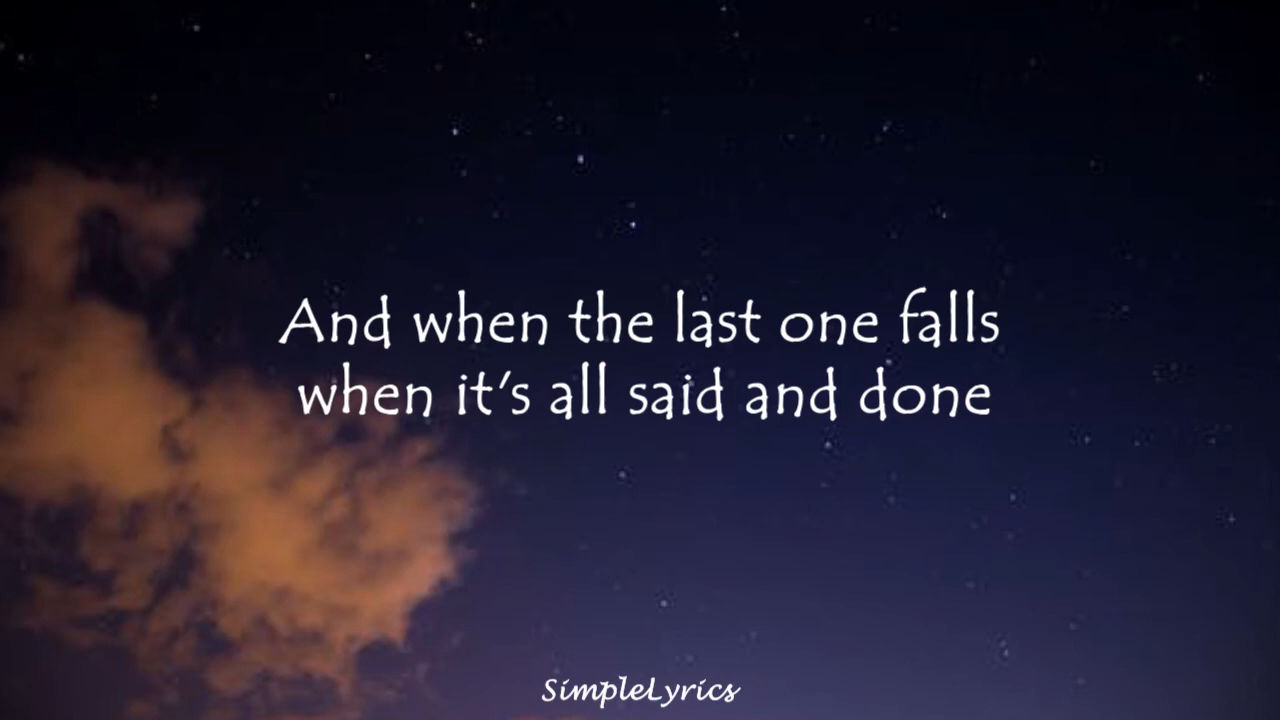 And when the last one falls
when it's all said and done
SimpleLyrics